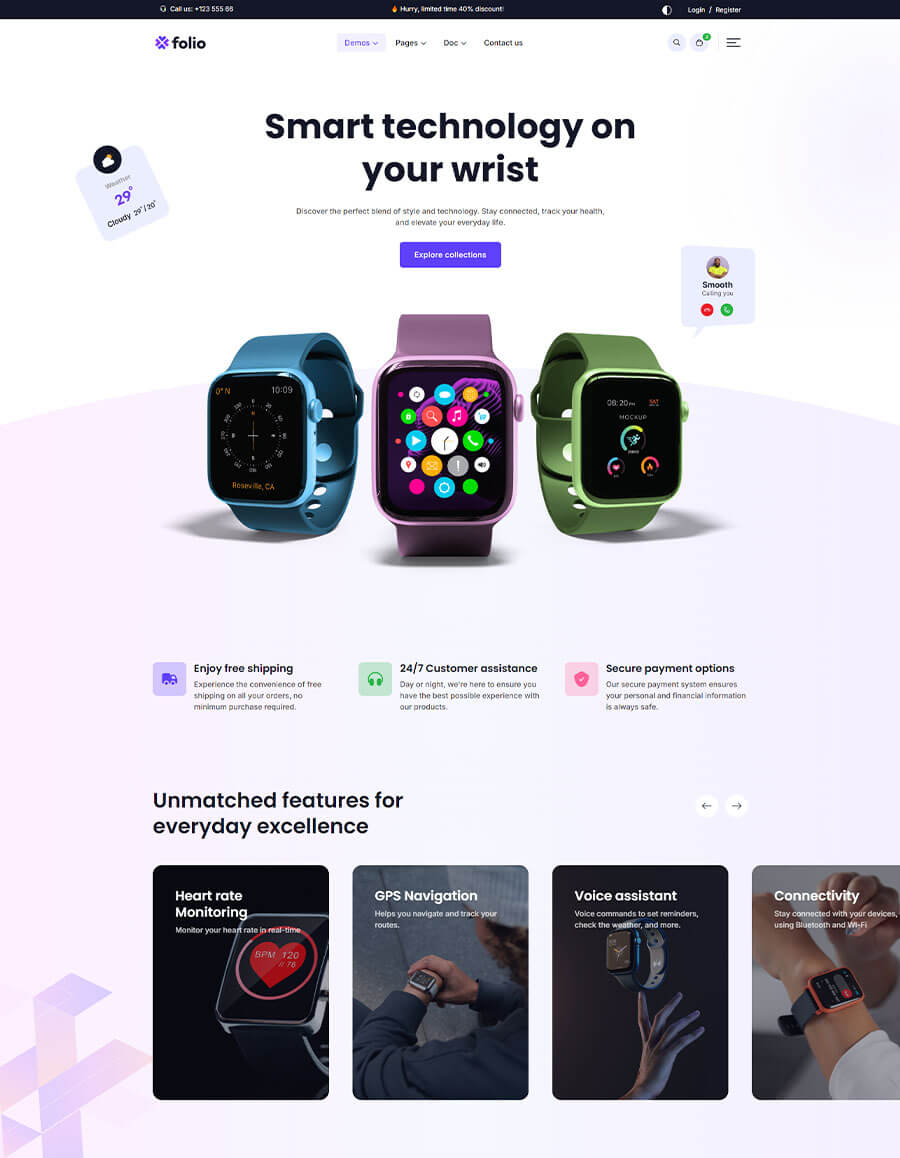 Call us: +123 555 66
Hurry, limited time 40% discount!
Login / Register
folio
Demos
Pages
Doc
Contact us
Smart technology on
your wrist
Weather
29°
Cloudy 29°/ 20°
Discover the perfect blend of style and technology. Stay connected, track your health,
and elevate your everyday life.
Explore collections
Smooth
Calling you
0° N
10:09
Roseville, CA
08:20 PM
SAT
MOCKUP
Enjoy free shipping
Experience the convenience of free
shipping on all your orders, no
minimum purchase required.
24/7 Customer assistance
Day or night, we're here to ensure you
have the best possible experience with
our products.
Secure payment options
Our secure payment system ensures
your personal and financial information
is always safe.
Unmatched features for
everyday excellence
Heart rate
Monitoring
Monitor your heart rate in real-time
BPM 120
// 76
GPS Navigation
Helps you navigate and track your
routes.
Voice assistant
Voice commands to set reminders,
check the weather, and more.
Connectivity
Stay connected with your devices,
using Bluetooth and Wi-Fi